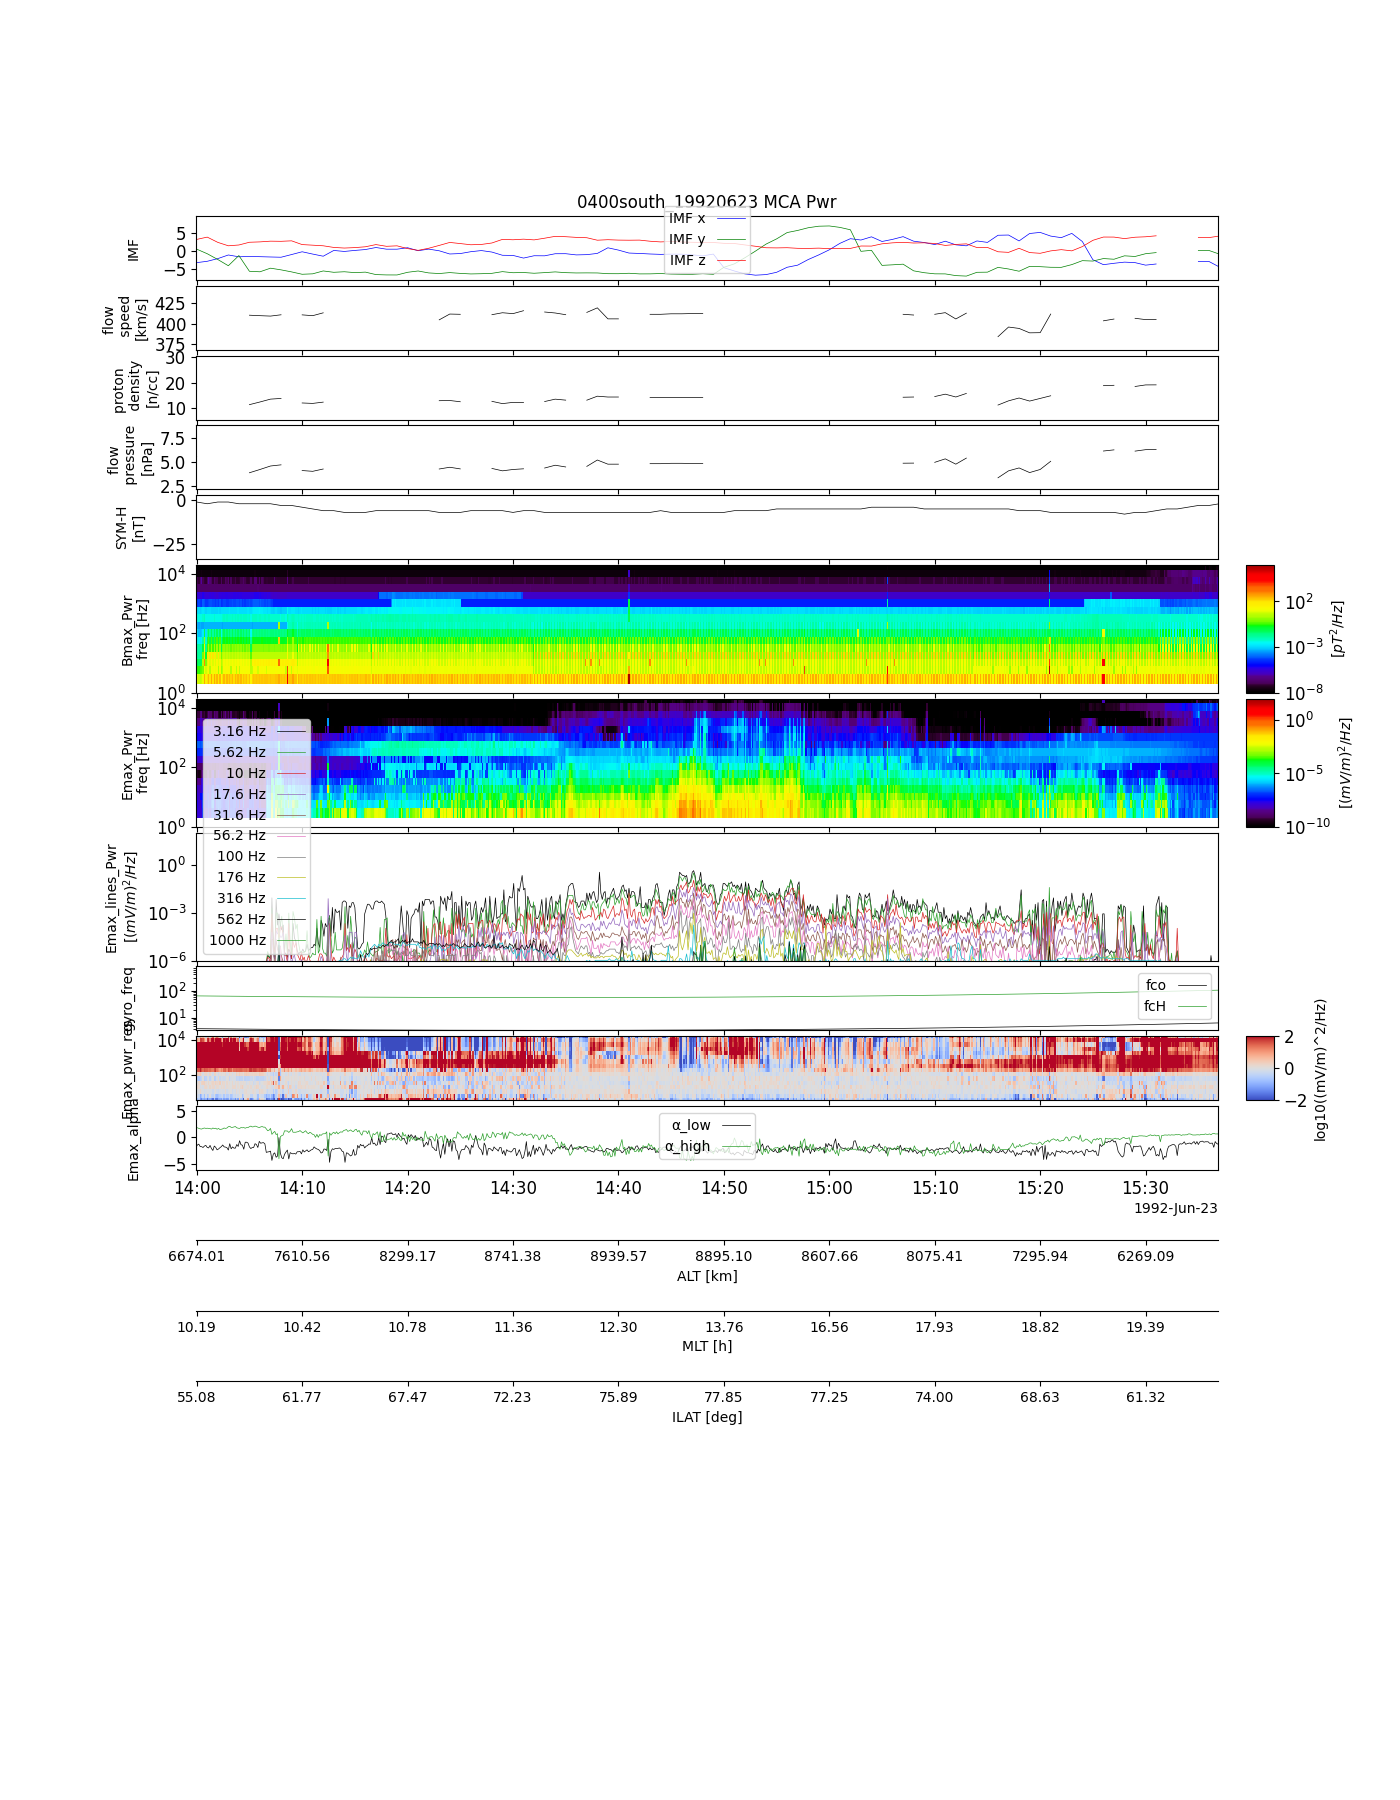 0400south_19920623 MCA Pwr
IMF
5
0
−5
IMF x
IMF y
IMF z
flow
speed
[km/s]
425
400
375
proton
density
[n/cc]
30
20
10
flow
pressure
[nPa]
7.5
5.0
2.5
SYM-H
[nT]
0
−25
Bmax_Pwr
freq [Hz]
10^4
10^2
10^0
10^2
10^−3
10^−8
[pT^2/Hz]
Emax_Pwr
freq [Hz]
10^4
10^2
10^0
10^0
10^−5
10^−10
[(mV/m)^2/Hz]
3.16 Hz
5.62 Hz
10 Hz
17.6 Hz
31.6 Hz
56.2 Hz
100 Hz
176 Hz
316 Hz
562 Hz
1000 Hz
Emax_lines_Pwr
[(mV/m)^2/Hz]
10^0
10^−3
10^−6
gyro_freq
10^2
10^1
fco
fcH
Emax_pwr_reg
10^4
10^2
2
0
−2
log10((mV/m)^2/Hz)
Emax_alpha
5
0
−5
α_low
α_high
14:00 14:10 14:20 14:30 14:40 14:50 15:00 15:10 15:20 15:30
1992-Jun-23
6674.01 7610.56 8299.17 8741.38 8939.57 8895.10 8607.66 8075.41 7295.94 6269.09
ALT [km]
10.19 10.42 10.78 11.36 12.30 13.76 16.56 17.93 18.82 19.39
MLT [h]
55.08 61.77 67.47 72.23 75.89 77.85 77.25 74.00 68.63 61.32
ILAT [deg]